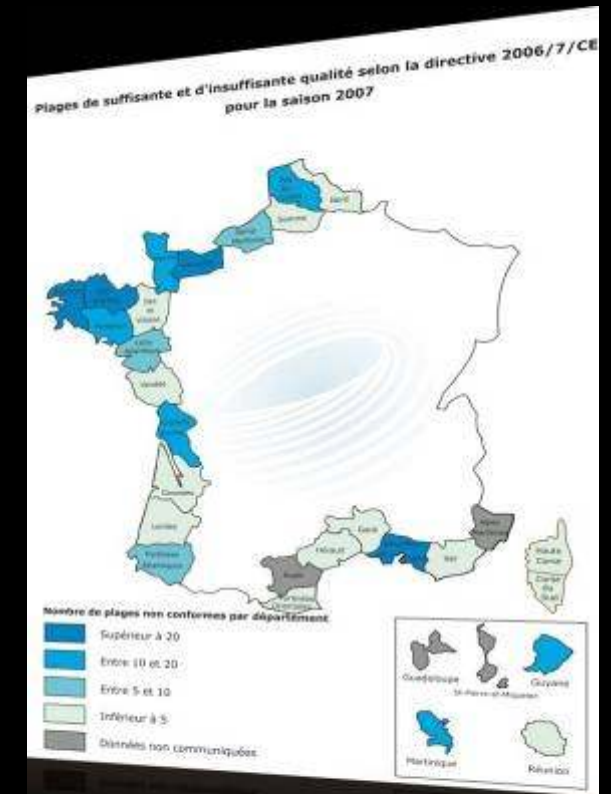 Plages de suffisante et d'insuffisante qualité selon la directive 2006/7/CE
pour la saison 2007
Nord
Somme
Vendée
Landes
Gard
Hérault
Var
Aude
Haute
Corse
Corse
du
Sud
Nombre de plages non conformes par département
Supérieur à 20
Entre 10 et 20
Entre 5 et 10
Inférieur à 5
Données non communiquées
Guadeloupe
St-Pierre-et-Miquelon
Guyane
Martinique
Réunion